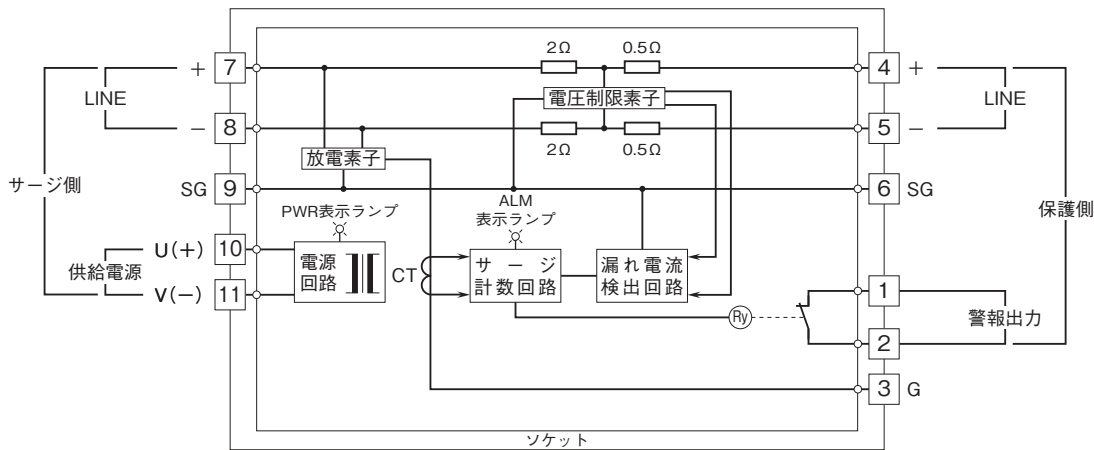 2Ω 0.5Ω
+ 7 4 +
LINE 電圧制限素子 LINE
− 8 5 −
2Ω 0.5Ω
放電素子
サージ側 SG 9 6 SG
保護側
PWR表示ランプ
ALM
表示ランプ
U(+) 10
供給電源
V(−) 11
電源
回路
CT
サージ
計数回路
漏れ電流
検出回路
Ry
1
警報出力
2
3 G
ソケット